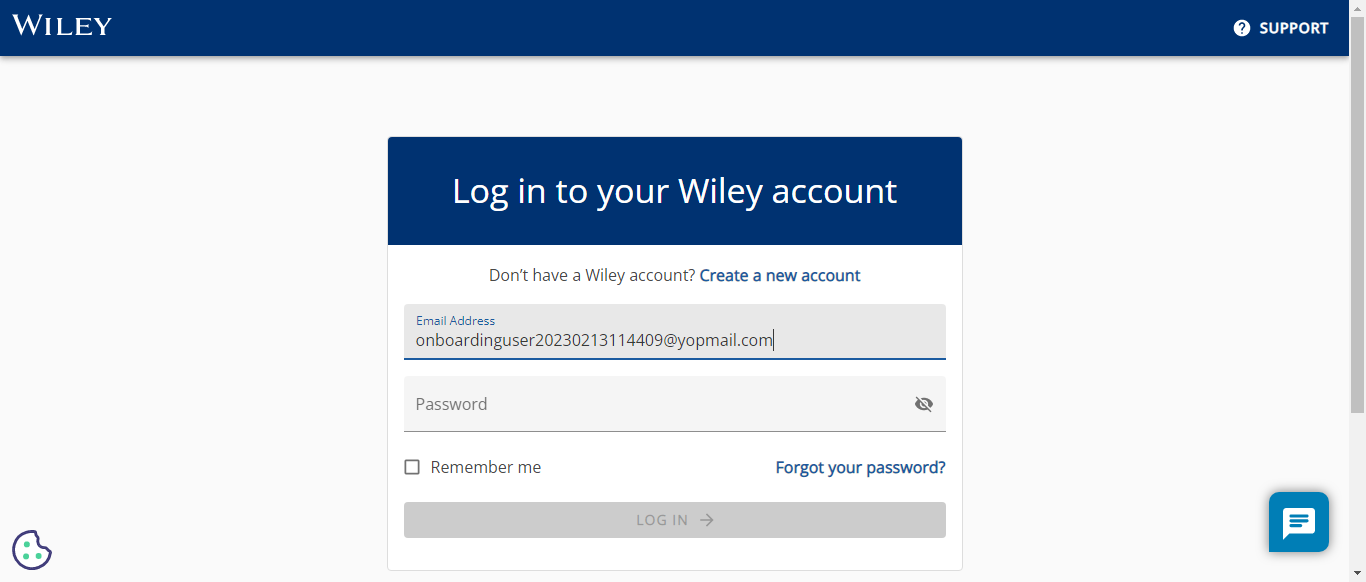 WILEY
SUPPORT
Log in to your Wiley account
Don’t have a Wiley account? Create a new account
Email Address
onboardinguser20230213114409@yopmail.com
Password
Remember me
Forgot your password?
LOG IN